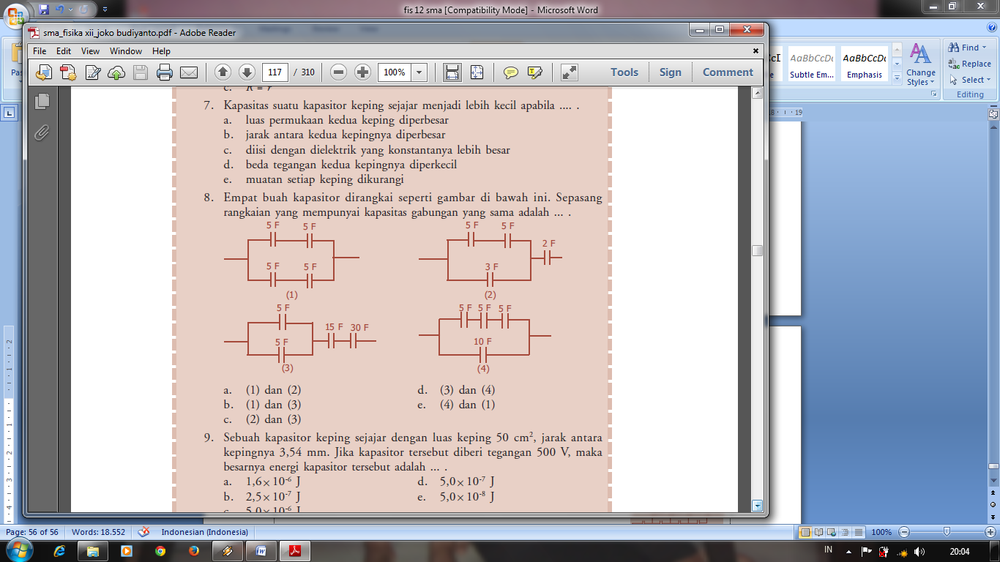 fis 12 sma [Compatibility Mode] - Microsoft Word
sma_fisika xii_joko budiyanto.pdf - Adobe Reader
File Edit View Window Help
117 / 310 100% Tools Sign Comment
AaBbCcDc AaBbCcDc
Subtle Em... Emphasis
Change Styles
Find
Replace
Select
Editing
18 19
c. R = r
7. Kapasitas suatu kapasitor keping sejajar menjadi lebih kecil apabila .... .
a. luas permukaan kedua keping diperbesar
b. jarak antara kedua kepingnya diperbesar
c. diisi dengan dielektrik yang konstantanya lebih besar
d. beda tegangan kedua kepingnya diperkecil
e. muatan setiap keping dikurangi
8. Empat buah kapasitor dirangkai seperti gambar di bawah ini. Sepasang
rangkaian yang mempunyai kapasitas gabungan yang sama adalah ... .
5 F 5 F
5 F 5 F
(1)
5 F 5 F
2 F
3 F
(2)
5 F
15 F 30 F
5 F
(3)
5 F 5 F 5 F
10 F
(4)
a. (1) dan (2) d. (3) dan (4)
b. (1) dan (3) e. (4) dan (1)
c. (2) dan (3)
9. Sebuah kapasitor keping sejajar dengan luas keping 50 cm², jarak antara
kepingnya 3,54 mm. Jika kapasitor tersebut diberi tegangan 500 V, maka
besarnya energi kapasitor tersebut adalah ... .
a. 1,6 × 10⁻⁶ J d. 5,0 × 10⁻⁷ J
b. 2,5 × 10⁻⁷ J e. 5,0 × 10⁻⁸ J
c. 5,0 × 10⁻⁶ J
Page: 56 of 56 Words: 18.552 Indonesian (Indonesia) 100%
IN 20:04